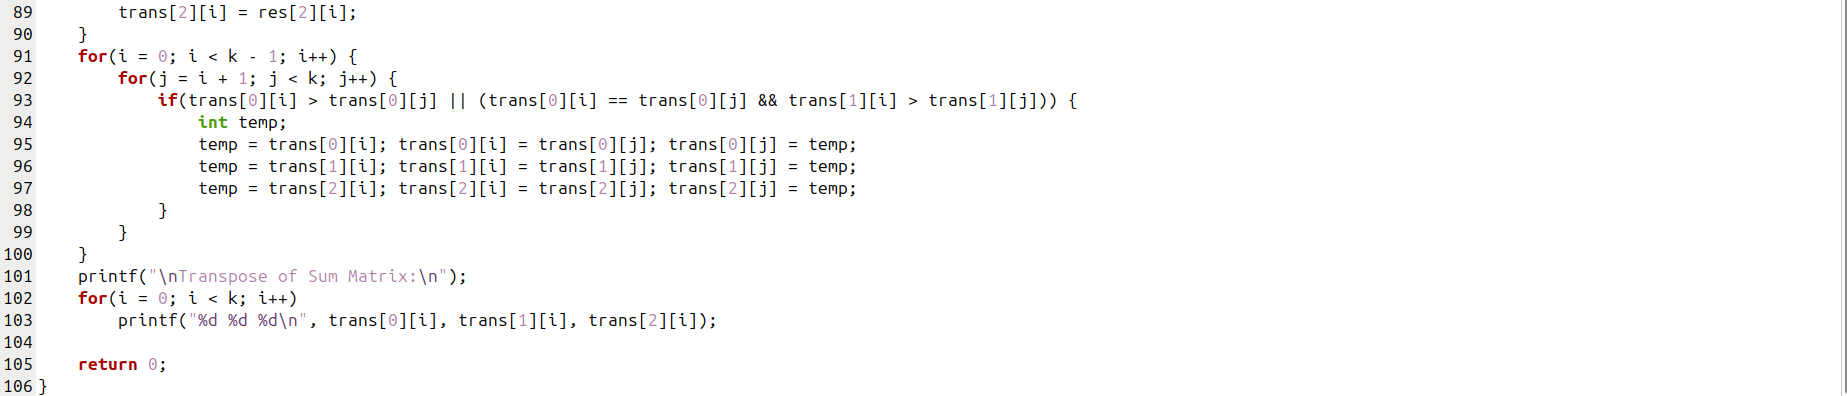 89         trans[2][i] = res[2][i];
90     }
91     for(i = 0; i < k - 1; i++) {
92         for(j = i + 1; j < k; j++) {
93             if(trans[0][i] > trans[0][j] || (trans[0][i] == trans[0][j] && trans[1][i] > trans[1][j])) {
94                 int temp;
95                 temp = trans[0][i]; trans[0][i] = trans[0][j]; trans[0][j] = temp;
96                 temp = trans[1][i]; trans[1][i] = trans[1][j]; trans[1][j] = temp;
97                 temp = trans[2][i]; trans[2][i] = trans[2][j]; trans[2][j] = temp;
98             }
99         }
100     }
101     printf("\nTranspose of Sum Matrix:\n");
102     for(i = 0; i < k; i++)
103         printf("%d %d %d\n", trans[0][i], trans[1][i], trans[2][i]);
104
105     return 0;
106 }